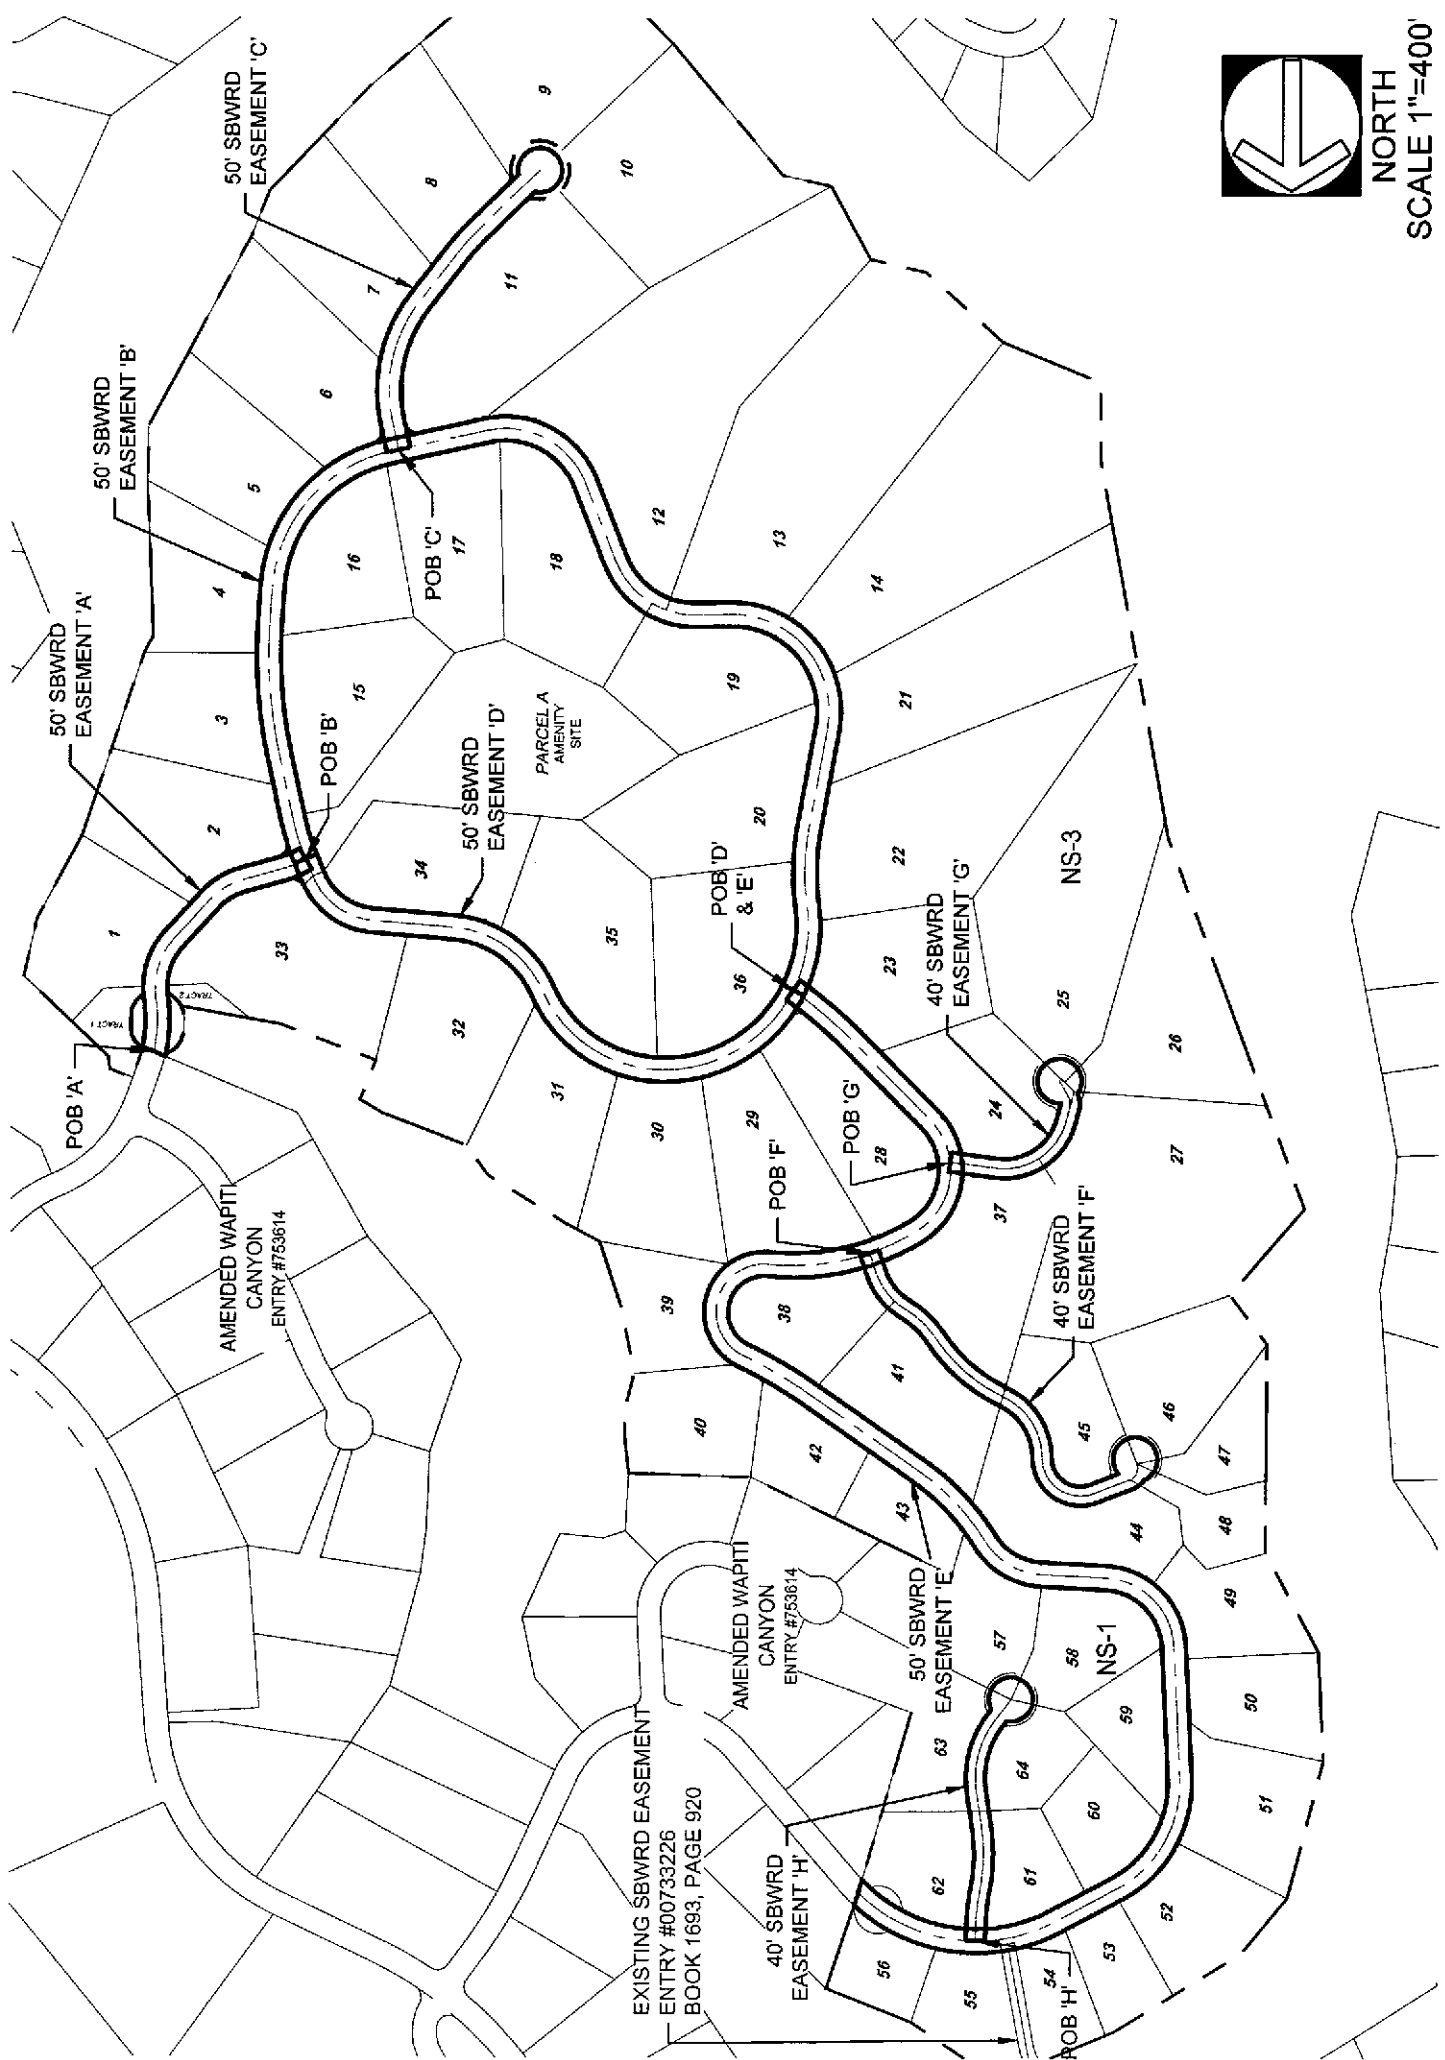 50' SBWRD
EASEMENT 'C'
50' SBWRD
EASEMENT 'B'
50' SBWRD
EASEMENT 'A'
POB 'A'
POB 'B'
POB 'C'
50' SBWRD
EASEMENT 'D'
PARCEL A
AMENITY
SITE
POB 'D'
& 'E'
40' SBWRD
EASEMENT 'G'
POB 'G'
POB 'F'
40' SBWRD
EASEMENT 'F'
50' SBWRD
EASEMENT 'E'
40' SBWRD
EASEMENT 'H'
POB 'H'
AMENDED WAPITI
CANYON
ENTRY #753614
AMENDED WAPITI
CANYON
ENTRY #753614
EXISTING SBWRD EASEMENT
ENTRY #00733226
BOOK 1693, PAGE 920
NS-3
NS-1
TRACT 1
TRACT 2
1
2
3
4
5
6
7
8
9
10
11
12
13
14
15
16
17
18
19
20
21
22
23
24
25
26
27
28
29
30
31
32
33
34
35
36
37
38
39
40
41
42
43
44
45
46
47
48
49
50
51
52
53
54
55
56
57
58
59
60
61
62
63
64
NORTH
SCALE 1"=400'